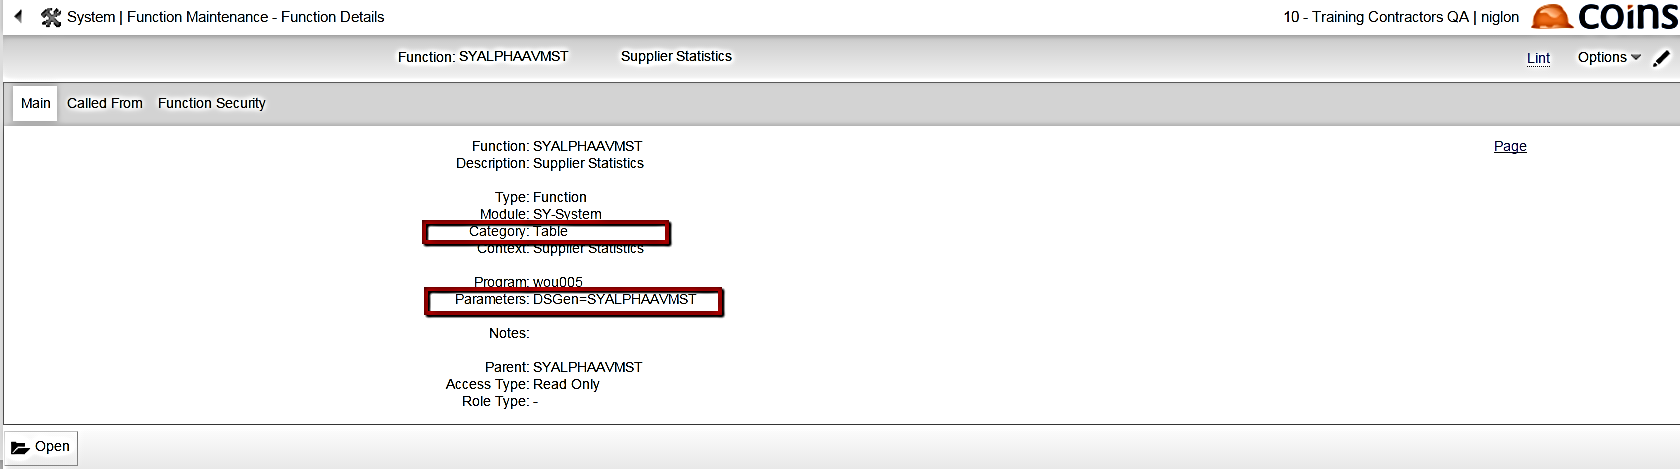 System | Function Maintenance - Function Details
10 - Training Contractors QA | niglon
coins
Function: SYALPHAAVMST
Supplier Statistics
Lint
Options
Main
Called From
Function Security
Function: SYALPHAAVMST
Page
Description: Supplier Statistics
Type: Function
Module: SY-System
Category: Table
Context: Supplier Statistics
Program: wou005
Parameters: DSGen=SYALPHAAVMST
Notes:
Parent: SYALPHAAVMST
Access Type: Read Only
Role Type: -
Open